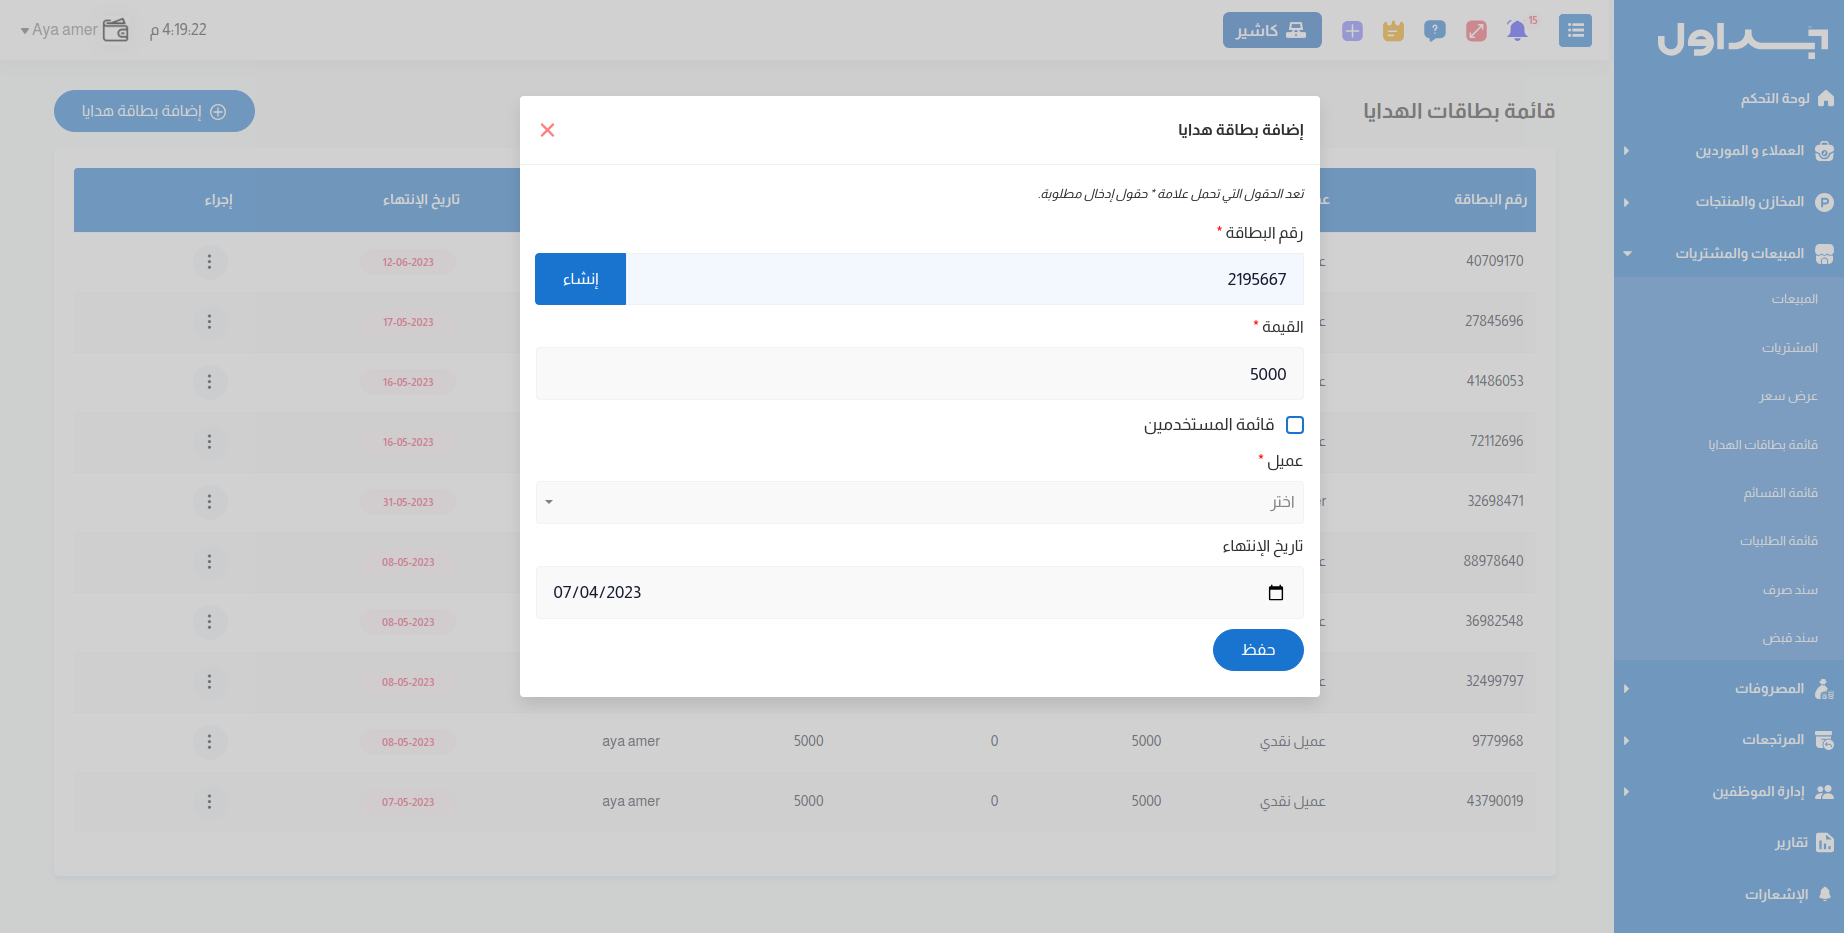 بداول
15
كاشير
4:19:22 م
Aya amer
لوحة التحكم
العملاء و الموردين
المخازن والمنتجات
المبيعات والمشتريات
المبيعات
المشتريات
عرض سعر
قائمة بطاقات الهدايا
قائمة القسائم
قائمة الطلبيات
سند صرف
سند قبض
المصروفات
المرتجعات
إدارة الموظفين
تقارير
الإشعارات
قائمة بطاقات الهدايا
إضافة بطاقة هدايا
رقم البطاقة تاريخ الإنتهاء إجراء
40709170 12-06-2023
27845696 17-05-2023
41486053 16-05-2023
72112696 16-05-2023
32698471 31-05-2023
88978640 08-05-2023
36982548 08-05-2023
32499797 08-05-2023
9779968 عميل نقدي 5000 0 5000 aya amer 08-05-2023
43790019 عميل نقدي 5000 0 5000 aya amer 07-05-2023
إضافة بطاقة هدايا
تعد الحقول التي تحمل علامة * حقول إدخال مطلوبة.
رقم البطاقة *
2195667 إنشاء
القيمة *
5000
قائمة المستخدمين
عميل *
اختر
تاريخ الإنتهاء
07/04/2023
حفظ